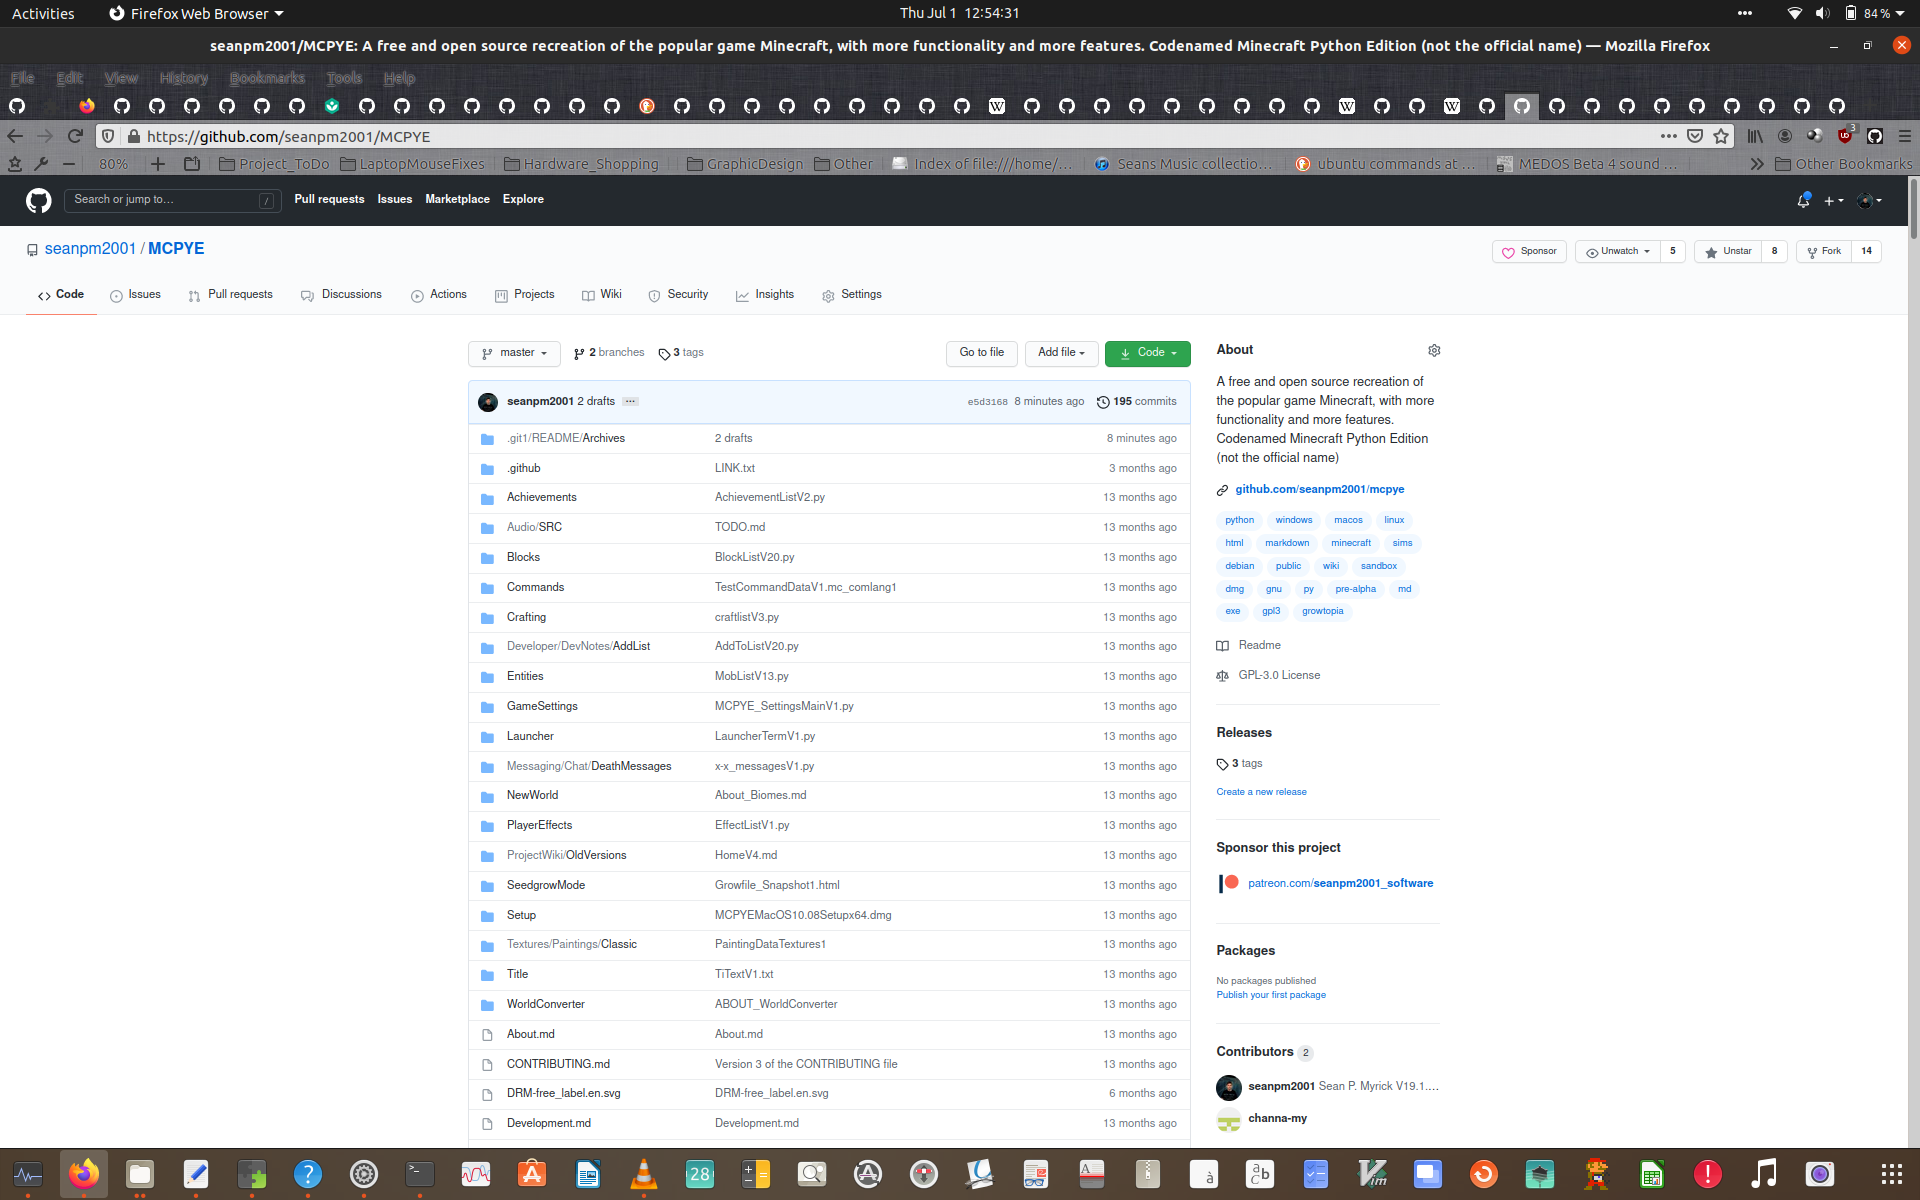 Activities
Firefox Web Browser
Thu Jul 1 12:54:31
84%
seanpm2001/MCPYE: A free and open source recreation of the popular game Minecraft, with more functionality and more features. Codenamed Minecraft Python Edition (not the official name) — Mozilla Firefox
File Edit View History Bookmarks Tools Help
https://github.com/seanpm2001/MCPYE
3
80%
Project_ToDo
LaptopMouseFixes
Hardware_Shopping
GraphicDesign
Other
Index of file:///home/...
Seans Music collectio...
ubuntu commands at ...
MEDOS Beta 4 sound ...
Other Bookmarks
Search or jump to... /
Pull requests Issues Marketplace Explore
seanpm2001 / MCPYE
Sponsor
Unwatch 5
Unstar 8
Fork 14
Code
Issues
Pull requests
Discussions
Actions
Projects
Wiki
Security
Insights
Settings
master
2 branches
3 tags
Go to file
Add file
Code
seanpm2001 2 drafts ... e5d3168 8 minutes ago 195 commits
.git1/README/Archives 2 drafts 8 minutes ago
.github LINK.txt 3 months ago
Achievements AchievementListV2.py 13 months ago
Audio/SRC TODO.md 13 months ago
Blocks BlockListV20.py 13 months ago
Commands TestCommandDataV1.mc_comlang1 13 months ago
Crafting craftlistV3.py 13 months ago
Developer/DevNotes/AddList AddToListV20.py 13 months ago
Entities MobListV13.py 13 months ago
GameSettings MCPYE_SettingsMainV1.py 13 months ago
Launcher LauncherTermV1.py 13 months ago
Messaging/Chat/DeathMessages x-x_messagesV1.py 13 months ago
NewWorld About_Biomes.md 13 months ago
PlayerEffects EffectListV1.py 13 months ago
ProjectWiki/OldVersions HomeV4.md 13 months ago
SeedgrowMode Growfile_Snapshot1.html 13 months ago
Setup MCPYEMacOS10.08Setupx64.dmg 13 months ago
Textures/Paintings/Classic PaintingDataTextures1 13 months ago
Title TiTextV1.txt 13 months ago
WorldConverter ABOUT_WorldConverter 13 months ago
About.md About.md 13 months ago
CONTRIBUTING.md Version 3 of the CONTRIBUTING file 13 months ago
DRM-free_label.en.svg DRM-free_label.en.svg 6 months ago
Development.md Development.md 13 months ago
About
A free and open source recreation of
the popular game Minecraft, with more
functionality and more features.
Codenamed Minecraft Python Edition
(not the official name)
github.com/seanpm2001/mcpye
python windows macos linux
html markdown minecraft sims
debian public wiki sandbox
dmg gnu py pre-alpha md
exe gpl3 growtopia
Readme
GPL-3.0 License
Releases
3 tags
Create a new release
Sponsor this project
patreon.com/seanpm2001_software
Packages
No packages published
Publish your first package
Contributors 2
seanpm2001 Sean P. Myrick V19.1....
channa-my
28